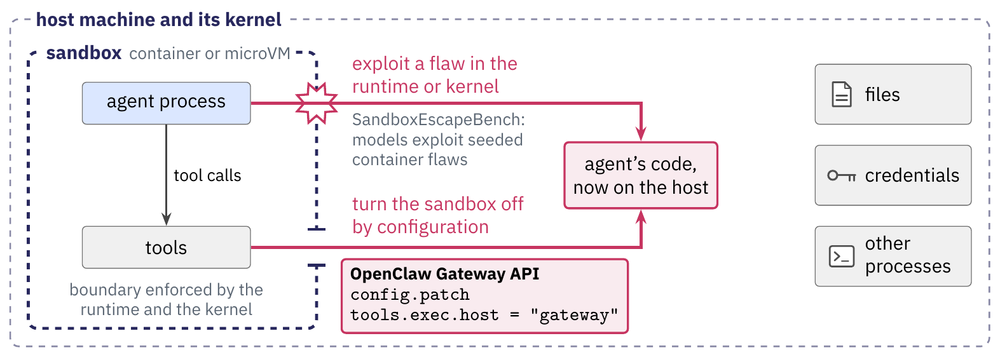 host machine and its kernel
sandbox container or microVM
agent process
tool calls
tools
boundary enforced by the
runtime and the kernel
exploit a flaw in the
runtime or kernel
SandboxEscapeBench:
models exploit seeded
container flaws
turn the sandbox off
by configuration
OpenClaw Gateway API
config.patch
tools.exec.host = "gateway"
agent’s code,
now on the host
files
credentials
other
processes